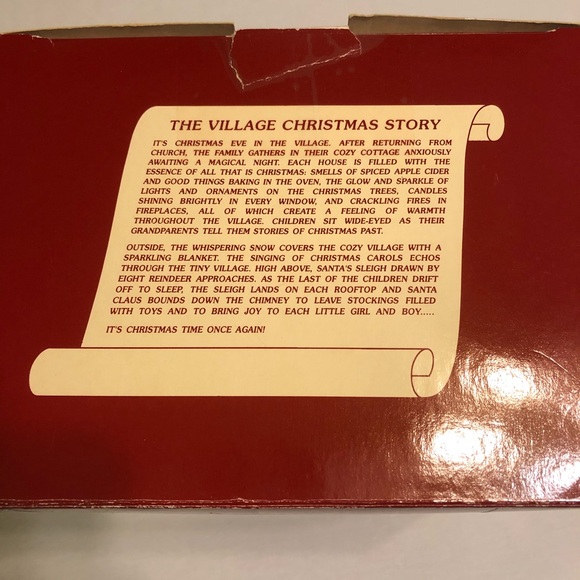 THE VILLAGE CHRISTMAS STORY
IT'S CHRISTMAS EVE IN THE VILLAGE. AFTER RETURNING FROM
CHURCH, THE FAMILY GATHERS IN THEIR COZY COTTAGE ANXIOUSLY
AWAITING A MAGICAL NIGHT. EACH HOUSE IS FILLED WITH THE
ESSENCE OF ALL THAT IS CHRISTMAS: SMELLS OF SPICED APPLE CIDER
AND GOOD THINGS BAKING IN THE OVEN, THE GLOW AND SPARKLE OF
LIGHTS AND ORNAMENTS ON THE CHRISTMAS TREES, CANDLES
SHINING BRIGHTLY IN EVERY WINDOW, AND CRACKLING FIRES IN
FIREPLACES, ALL OF WHICH CREATE A FEELING OF WARMTH
THROUGHOUT THE VILLAGE. CHILDREN SIT WIDE-EYED AS THEIR
GRANDPARENTS TELL THEM STORIES OF CHRISTMAS PAST.
OUTSIDE, THE WHISPERING SNOW COVERS THE COZY VILLAGE WITH A
SPARKLING BLANKET. THE SINGING OF CHRISTMAS CAROLS ECHOS
THROUGH THE TINY VILLAGE. HIGH ABOVE, SANTA'S SLEIGH DRAWN BY
EIGHT REINDEER APPROACHES. AS THE LAST OF THE CHILDREN DRIFT
OFF TO SLEEP, THE SLEIGH LANDS ON EACH ROOFTOP AND SANTA
CLAUS BOUNDS DOWN THE CHIMNEY TO LEAVE STOCKINGS FILLED
WITH TOYS AND TO BRING JOY TO EACH LITTLE GIRL AND BOY.....
IT'S CHRISTMAS TIME ONCE AGAIN!